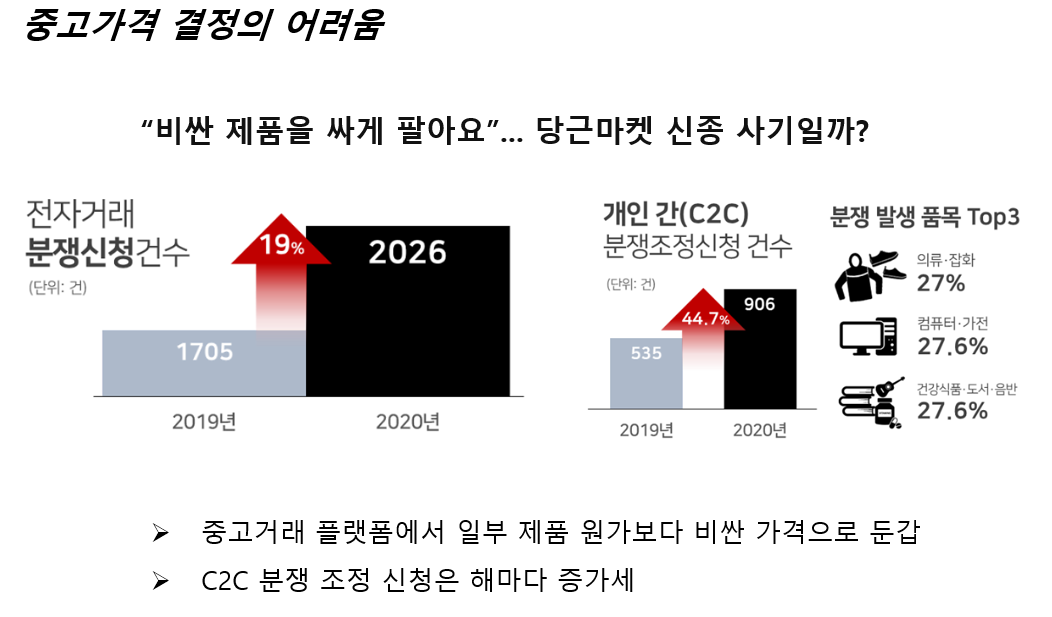 중고가격 결정의 어려움
“비싼 제품을 싸게 팔아요”... 당근마켓 신종 사기일까?
전자거래
분쟁신청건수
(단위: 건)
19%
2026
1705
2019년
2020년
개인 간(C2C)
분쟁조정신청 건수
(단위: 건)
44.7%
906
535
2019년
2020년
분쟁 발생 품목 Top3
의류·잡화
27%
컴퓨터·가전
27.6%
건강식품·도서·음반
27.6%
➢ 중고거래 플랫폼에서 일부 제품 원가보다 비싼 가격으로 둔갑
➢ C2C 분쟁 조정 신청은 해마다 증가세